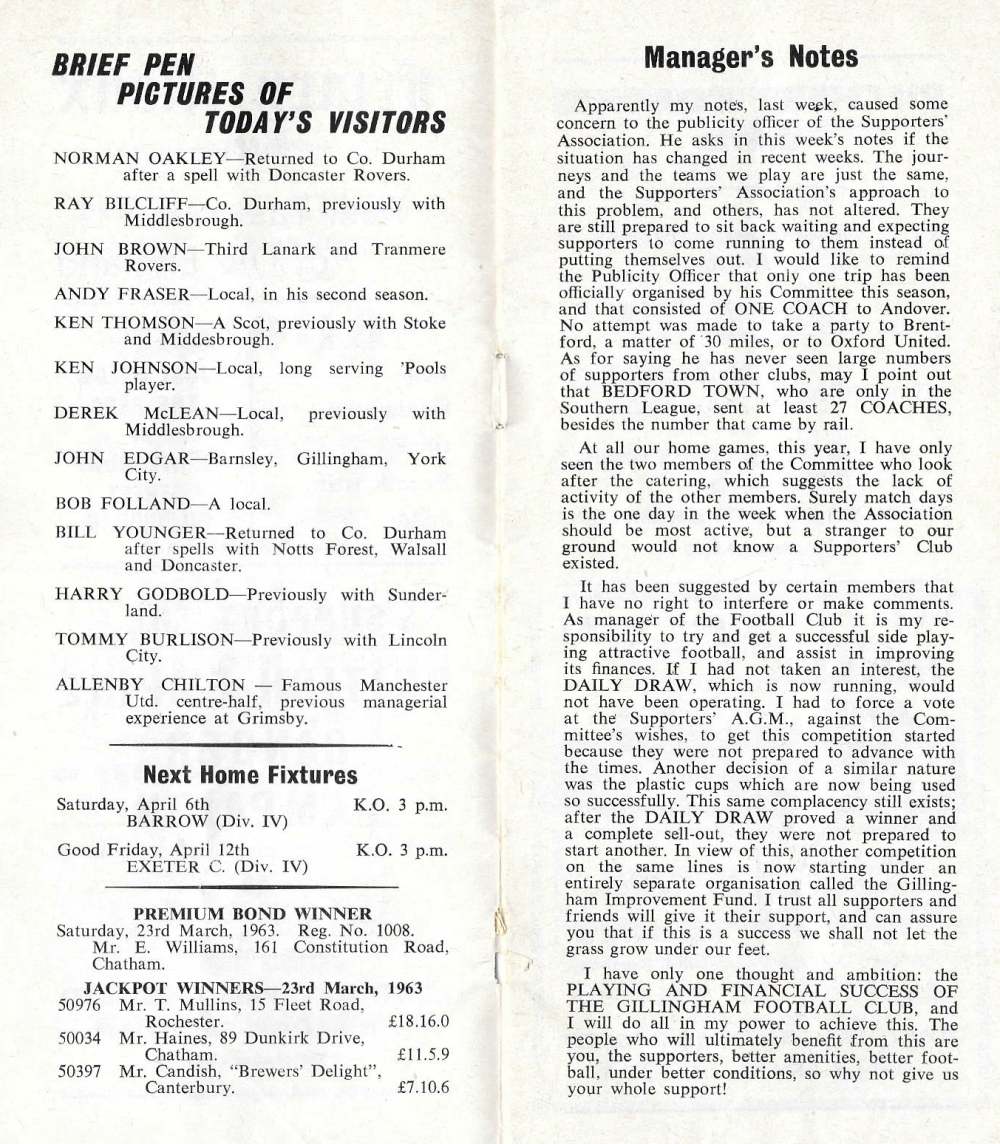 BRIEF PEN
PICTURES OF
TODAY'S VISITORS
NORMAN OAKLEY—Returned to Co. Durham
after a spell with Doncaster Rovers.
RAY BILCLIFF—Co. Durham, previously with
Middlesbrough.
JOHN BROWN—Third Lanark and Tranmere
Rovers.
ANDY FRASER—Local, in his second season.
KEN THOMSON—A Scot, previously with Stoke
and Middesbrough.
KEN JOHNSON—Local, long serving 'Pools
player.
DEREK McLEAN—Local, previously with
Middlesbrough.
JOHN EDGAR—Barnsley, Gillingham, York
City.
BOB FOLLAND—A local.
BILL YOUNGER—Returned to Co. Durham
after spells with Notts Forest, Walsall
and Doncaster.
HARRY GODBOLD—Previously with Sunder-
land.
TOMMY BURLISON—Previously with Lincoln
City.
ALLENBY CHILTON — Famous Manchester
Utd. centre-half, previous managerial
experience at Grimsby.
Next Home Fixtures
Saturday, April 6th K.O. 3 p.m.
BARROW (Div. IV)
Good Friday, April 12th K.O. 3 p.m.
EXETER C. (Div. IV)
PREMIUM BOND WINNER
Saturday, 23rd March, 1963. Reg. No. 1008.
Mr. E. Williams, 161 Constitution Road,
Chatham.
JACKPOT WINNERS—23rd March, 1963
50976 Mr. T. Mullins, 15 Fleet Road,
Rochester. £18.16.0
50034 Mr. Haines, 89 Dunkirk Drive,
Chatham. £11.5.9
50397 Mr. Candish, "Brewers' Delight",
Canterbury. £7.10.6
Manager's Notes
Apparently my notes, last week, caused some
concern to the publicity officer of the Supporters'
Association. He asks in this week's notes if the
situation has changed in recent weeks. The jour-
neys and the teams we play are just the same,
and the Supporters' Association's approach to
this problem, and others, has not altered. They
are still prepared to sit back waiting and expecting
supporters to come running to them instead of
putting themselves out. I would like to remind
the Publicity Officer that only one trip has been
officially organised by his Committee this season,
and that consisted of ONE COACH to Andover.
No attempt was made to take a party to Brent-
ford, a matter of 30 miles, or to Oxford United.
As for saying he has never seen large numbers
of supporters from other clubs, may I point out
that BEDFORD TOWN, who are only in the
Southern League, sent at least 27 COACHES,
besides the number that came by rail.
At all our home games, this year, I have only
seen the two members of the Committee who look
after the catering, which suggests the lack of
activity of the other members. Surely match days
is the one day in the week when the Association
should be most active, but a stranger to our
ground would not know a Supporters' Club
existed.
It has been suggested by certain members that
I have no right to interfere or make comments.
As manager of the Football Club it is my re-
sponsibility to try and get a successful side play-
ing attractive football, and assist in improving
its finances. If I had not taken an interest, the
DAILY DRAW, which is now running, would
not have been operating. I had to force a vote
at the Supporters' A.G.M., against the Com-
mittee's wishes, to get this competition started
because they were not prepared to advance with
the times. Another decision of a similar nature
was the plastic cups which are now being used
so successfully. This same complacency still exists;
after the DAILY DRAW proved a winner and
a complete sell-out, they were not prepared to
start another. In view of this, another competition
on the same lines is now starting under an
entirely separate organisation called the Gilling-
ham Improvement Fund. I trust all supporters and
friends will give it their support, and can assure
you that if this is a success we shall not let the
grass grow under our feet.
I have only one thought and ambition: the
PLAYING AND FINANCIAL SUCCESS OF
THE GILLINGHAM FOOTBALL CLUB, and
I will do all in my power to achieve this. The
people who will ultimately benefit from this are
you, the supporters, better amenities, better foot-
ball, under better conditions, so why not give us
your whole support!